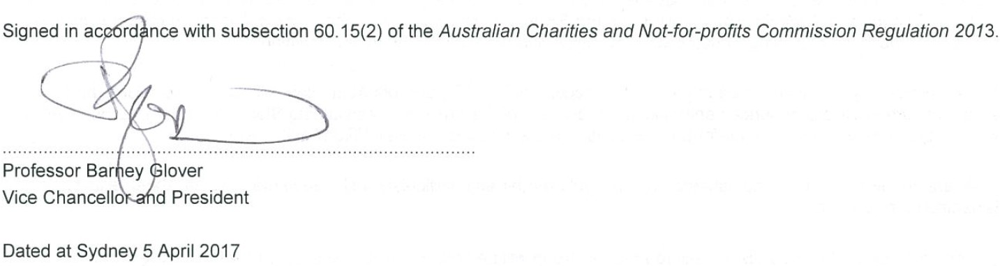 Signed in accordance with subsection 60.15(2) of the Australian Charities and Not-for-profits Commission Regulation 2013.
Professor Barney Glover
Vice Chancellor and President
Dated at Sydney 5 April 2017